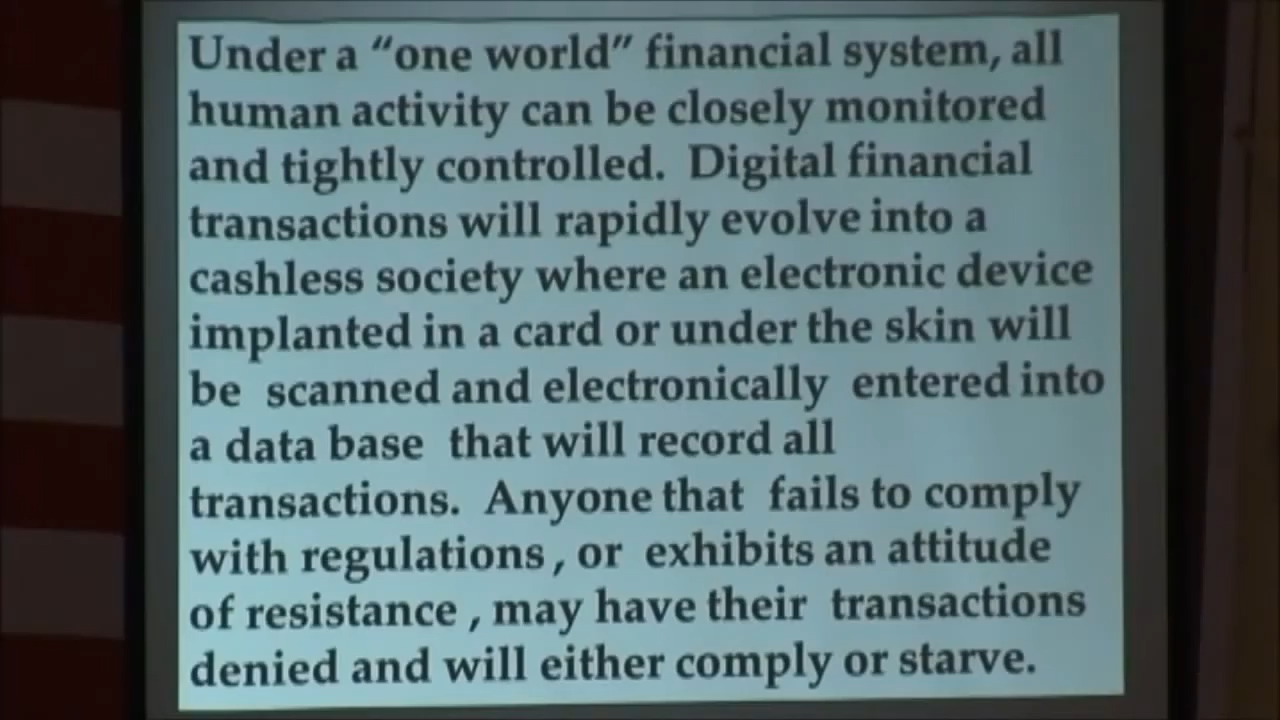 Under a “one world” financial system, all
human activity can be closely monitored
and tightly controlled. Digital financial
transactions will rapidly evolve into a
cashless society where an electronic device
implanted in a card or under the skin will
be scanned and electronically entered into
a data base that will record all
transactions. Anyone that fails to comply
with regulations , or exhibits an attitude
of resistance , may have their transactions
denied and will either comply or starve.